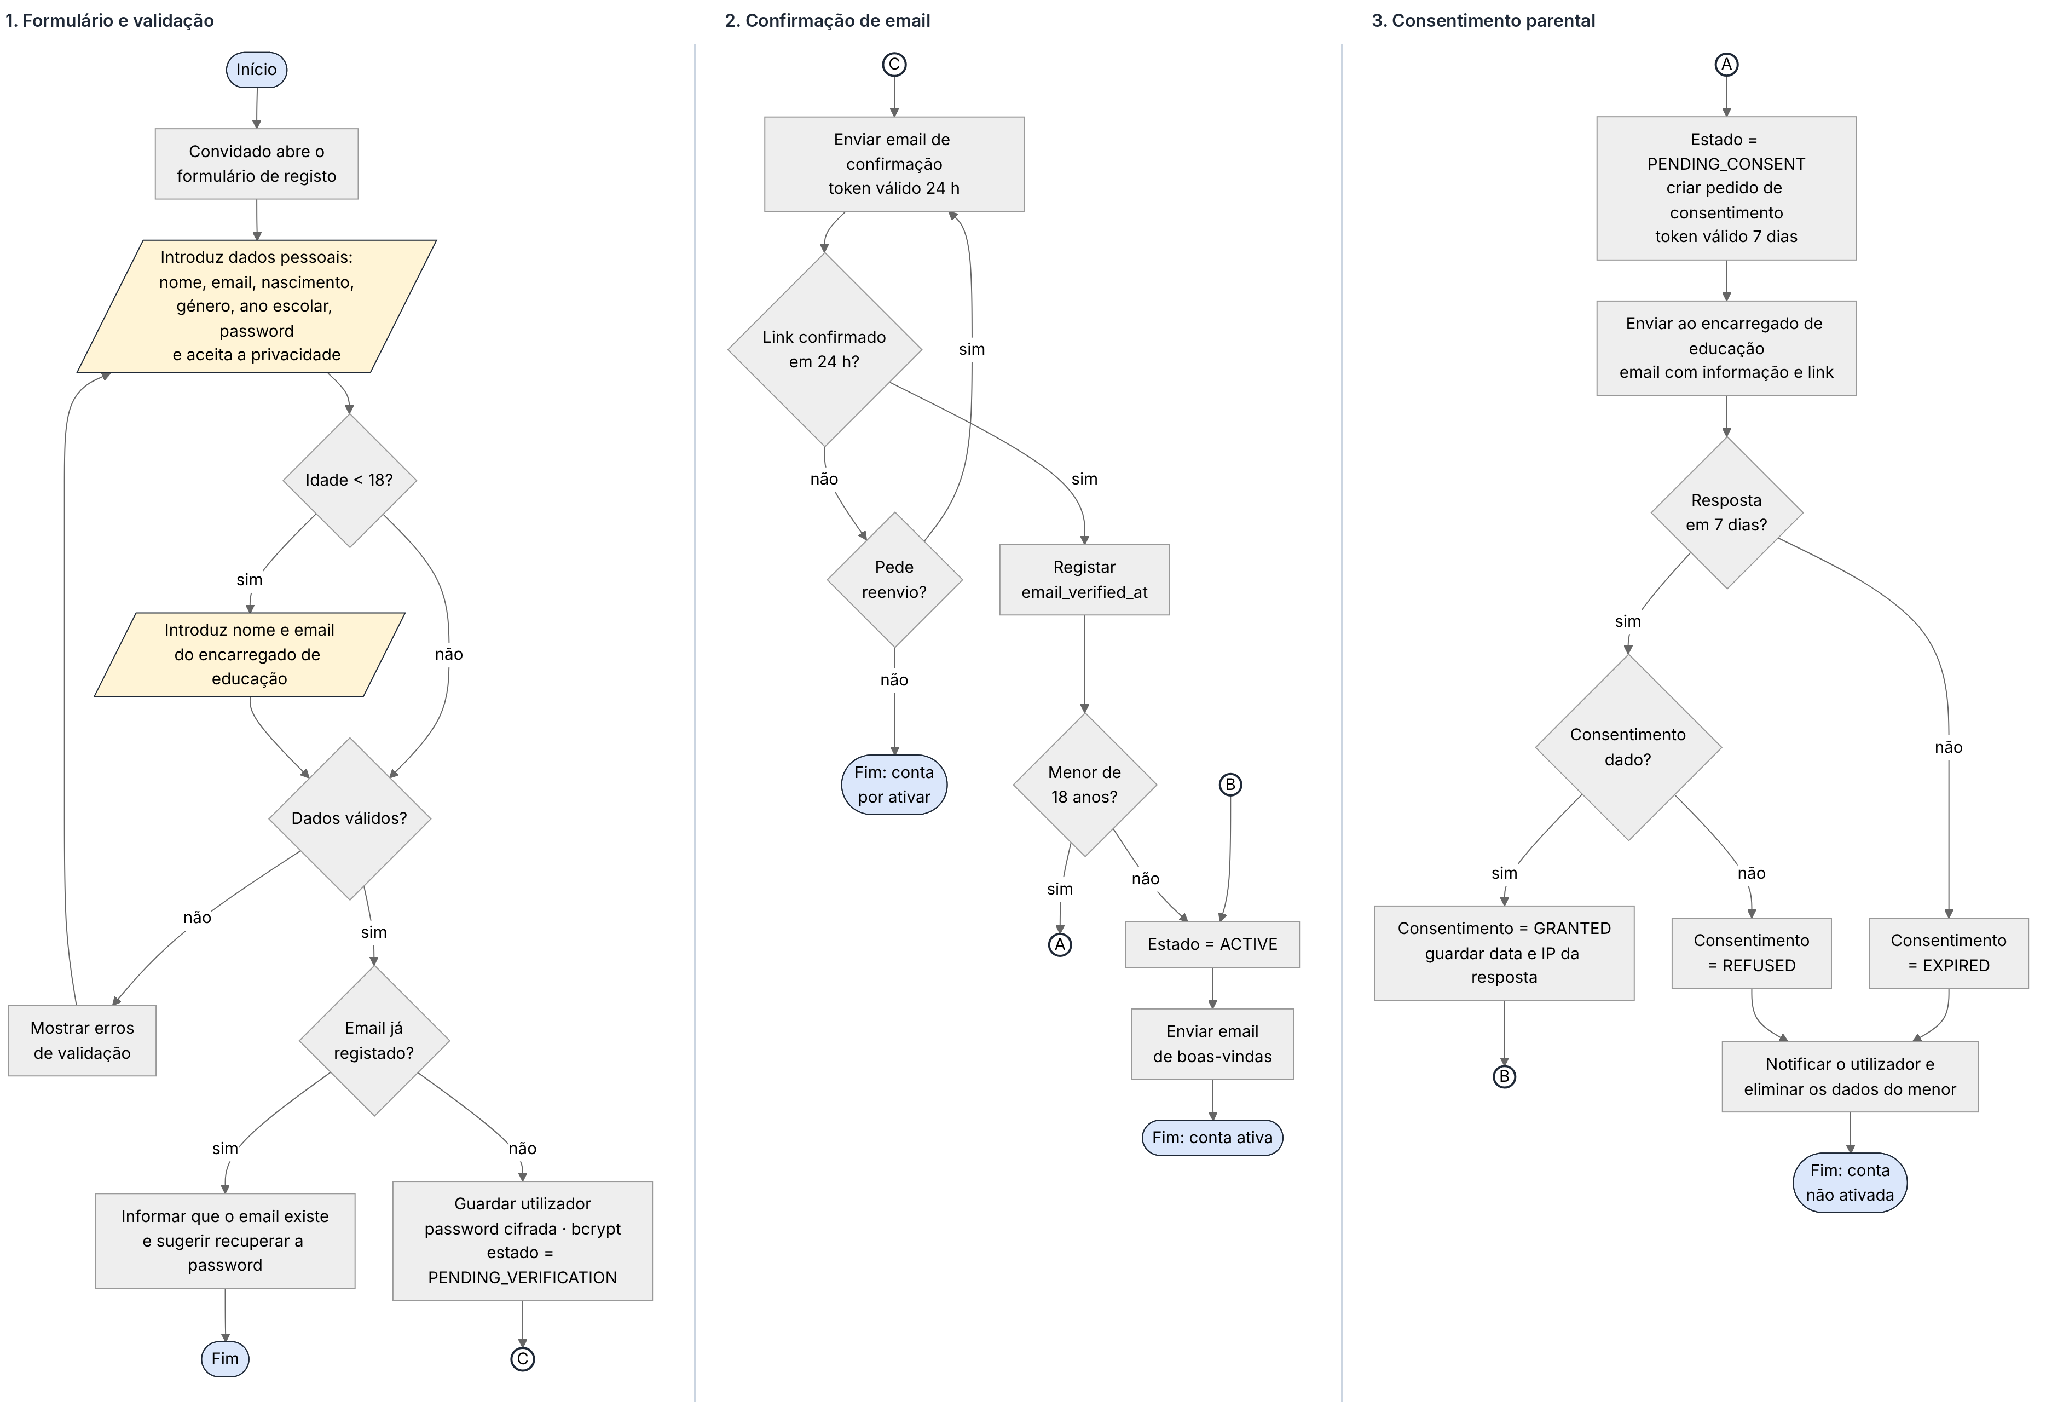 1. Formulário e validação
Início
Convidado abre o
formulário de registo
Introduz dados pessoais:
nome, email, nascimento,
género, ano escolar,
password
e aceita a privacidade
Idade < 18?
sim
não
Introduz nome e email
do encarregado de
educação
Dados válidos?
não
sim
Mostrar erros
de validação
Email já
registado?
sim
não
Informar que o email existe
e sugerir recuperar a
password
Guardar utilizador
password cifrada · bcrypt
estado =
PENDING_VERIFICATION
Fim
C
2. Confirmação de email
C
Enviar email de
confirmação
token válido 24 h
Link confirmado
em 24 h?
sim
não
sim
Pede
reenvio?
Registar
email_verified_at
não
Fim: conta
por ativar
Menor de
18 anos?
B
sim
não
A
Estado = ACTIVE
Enviar email
de boas-vindas
Fim: conta ativa
3. Consentimento parental
A
Estado =
PENDING_CONSENT
criar pedido de
consentimento
token válido 7 dias
Enviar ao encarregado de
educação
email com informação e link
Resposta
em 7 dias?
sim
não
Consentimento
dado?
sim
não
Consentimento = GRANTED
guardar data e IP da
resposta
Consentimento
= REFUSED
Consentimento
= EXPIRED
B
Notificar o utilizador e
eliminar os dados do menor
Fim: conta
não ativada